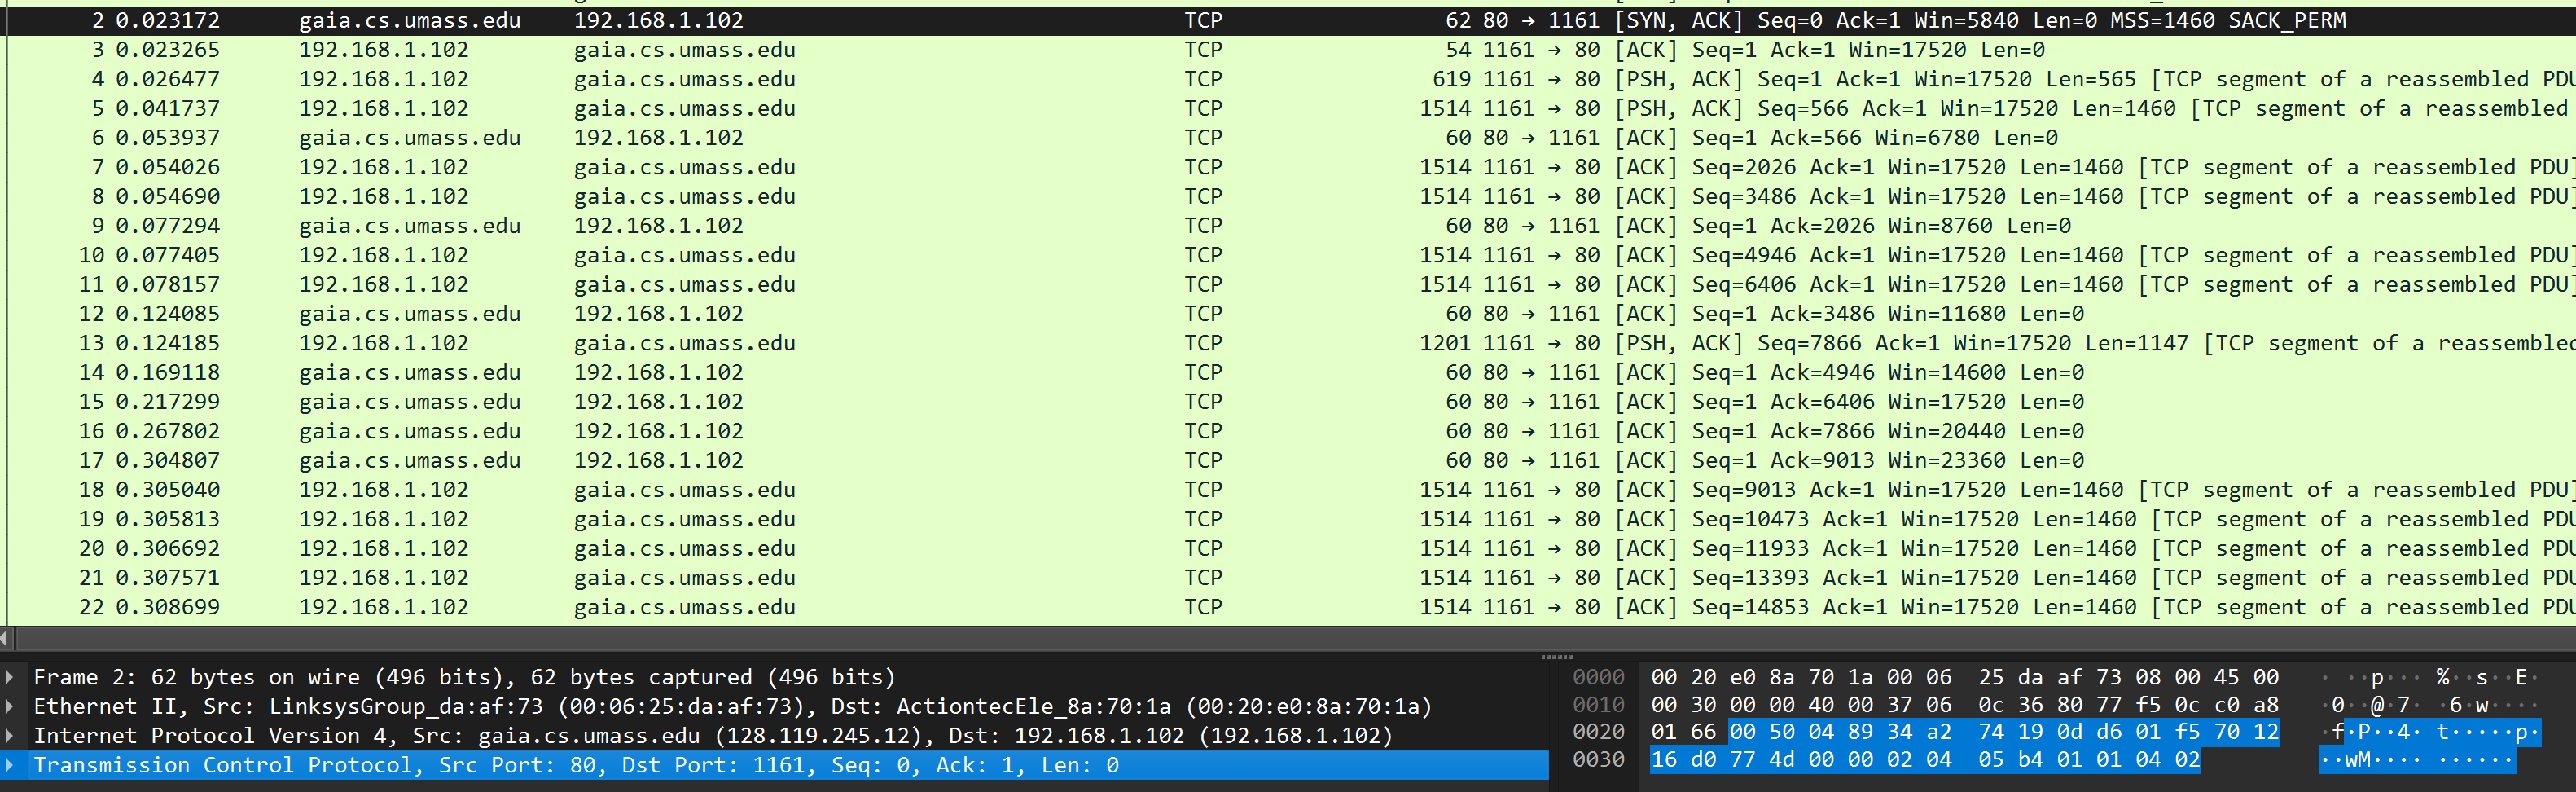 2 0.023172 gaia.cs.umass.edu 192.168.1.102 TCP 62 80 → 1161 [SYN, ACK] Seq=0 Ack=1 Win=5840 Len=0 MSS=1460 SACK_PERM
3 0.023265 192.168.1.102 gaia.cs.umass.edu TCP 54 1161 → 80 [ACK] Seq=1 Ack=1 Win=17520 Len=0
4 0.026477 192.168.1.102 gaia.cs.umass.edu TCP 619 1161 → 80 [PSH, ACK] Seq=1 Ack=1 Win=17520 Len=565 [TCP segment of a reassembled PDU
5 0.041737 192.168.1.102 gaia.cs.umass.edu TCP 1514 1161 → 80 [PSH, ACK] Seq=566 Ack=1 Win=17520 Len=1460 [TCP segment of a reassembled
6 0.053937 gaia.cs.umass.edu 192.168.1.102 TCP 60 80 → 1161 [ACK] Seq=1 Ack=566 Win=6780 Len=0
7 0.054026 192.168.1.102 gaia.cs.umass.edu TCP 1514 1161 → 80 [ACK] Seq=2026 Ack=1 Win=17520 Len=1460 [TCP segment of a reassembled PDU]
8 0.054690 192.168.1.102 gaia.cs.umass.edu TCP 1514 1161 → 80 [ACK] Seq=3486 Ack=1 Win=17520 Len=1460 [TCP segment of a reassembled PDU]
9 0.077294 gaia.cs.umass.edu 192.168.1.102 TCP 60 80 → 1161 [ACK] Seq=1 Ack=2026 Win=8760 Len=0
10 0.077405 192.168.1.102 gaia.cs.umass.edu TCP 1514 1161 → 80 [ACK] Seq=4946 Ack=1 Win=17520 Len=1460 [TCP segment of a reassembled PDU]
11 0.078157 192.168.1.102 gaia.cs.umass.edu TCP 1514 1161 → 80 [ACK] Seq=6406 Ack=1 Win=17520 Len=1460 [TCP segment of a reassembled PDU]
12 0.124085 gaia.cs.umass.edu 192.168.1.102 TCP 60 80 → 1161 [ACK] Seq=1 Ack=3486 Win=11680 Len=0
13 0.124185 192.168.1.102 gaia.cs.umass.edu TCP 1201 1161 → 80 [PSH, ACK] Seq=7866 Ack=1 Win=17520 Len=1147 [TCP segment of a reassembled
14 0.169118 gaia.cs.umass.edu 192.168.1.102 TCP 60 80 → 1161 [ACK] Seq=1 Ack=4946 Win=14600 Len=0
15 0.217299 gaia.cs.umass.edu 192.168.1.102 TCP 60 80 → 1161 [ACK] Seq=1 Ack=6406 Win=17520 Len=0
16 0.267802 gaia.cs.umass.edu 192.168.1.102 TCP 60 80 → 1161 [ACK] Seq=1 Ack=7866 Win=20440 Len=0
17 0.304807 gaia.cs.umass.edu 192.168.1.102 TCP 60 80 → 1161 [ACK] Seq=1 Ack=9013 Win=23360 Len=0
18 0.305040 192.168.1.102 gaia.cs.umass.edu TCP 1514 1161 → 80 [ACK] Seq=9013 Ack=1 Win=17520 Len=1460 [TCP segment of a reassembled PDU]
19 0.305813 192.168.1.102 gaia.cs.umass.edu TCP 1514 1161 → 80 [ACK] Seq=10473 Ack=1 Win=17520 Len=1460 [TCP segment of a reassembled PDU
20 0.306692 192.168.1.102 gaia.cs.umass.edu TCP 1514 1161 → 80 [ACK] Seq=11933 Ack=1 Win=17520 Len=1460 [TCP segment of a reassembled PDU
21 0.307571 192.168.1.102 gaia.cs.umass.edu TCP 1514 1161 → 80 [ACK] Seq=13393 Ack=1 Win=17520 Len=1460 [TCP segment of a reassembled PDU
22 0.308699 192.168.1.102 gaia.cs.umass.edu TCP 1514 1161 → 80 [ACK] Seq=14853 Ack=1 Win=17520 Len=1460 [TCP segment of a reassembled PDU
Frame 2: 62 bytes on wire (496 bits), 62 bytes captured (496 bits)
Ethernet II, Src: LinksysGroup_da:af:73 (00:06:25:da:af:73), Dst: ActiontecEle_8a:70:1a (00:20:e0:8a:70:1a)
Internet Protocol Version 4, Src: gaia.cs.umass.edu (128.119.245.12), Dst: 192.168.1.102 (192.168.1.102)
Transmission Control Protocol, Src Port: 80, Dst Port: 1161, Seq: 0, Ack: 1, Len: 0
0000 00 20 e0 8a 70 1a 00 06 25 da af 73 08 00 45 00 · ··p··· %··s··E·
0010 00 30 00 00 40 00 37 06 0c 36 80 77 f5 0c c0 a8 ·0··@·7· ·6·w····
0020 01 66 00 50 04 89 34 a2 74 19 0d d6 01 f5 70 12 ·f·P··4· t·····p·
0030 16 d0 77 4d 00 00 02 04 05 b4 01 01 04 02 ··wM···· ······